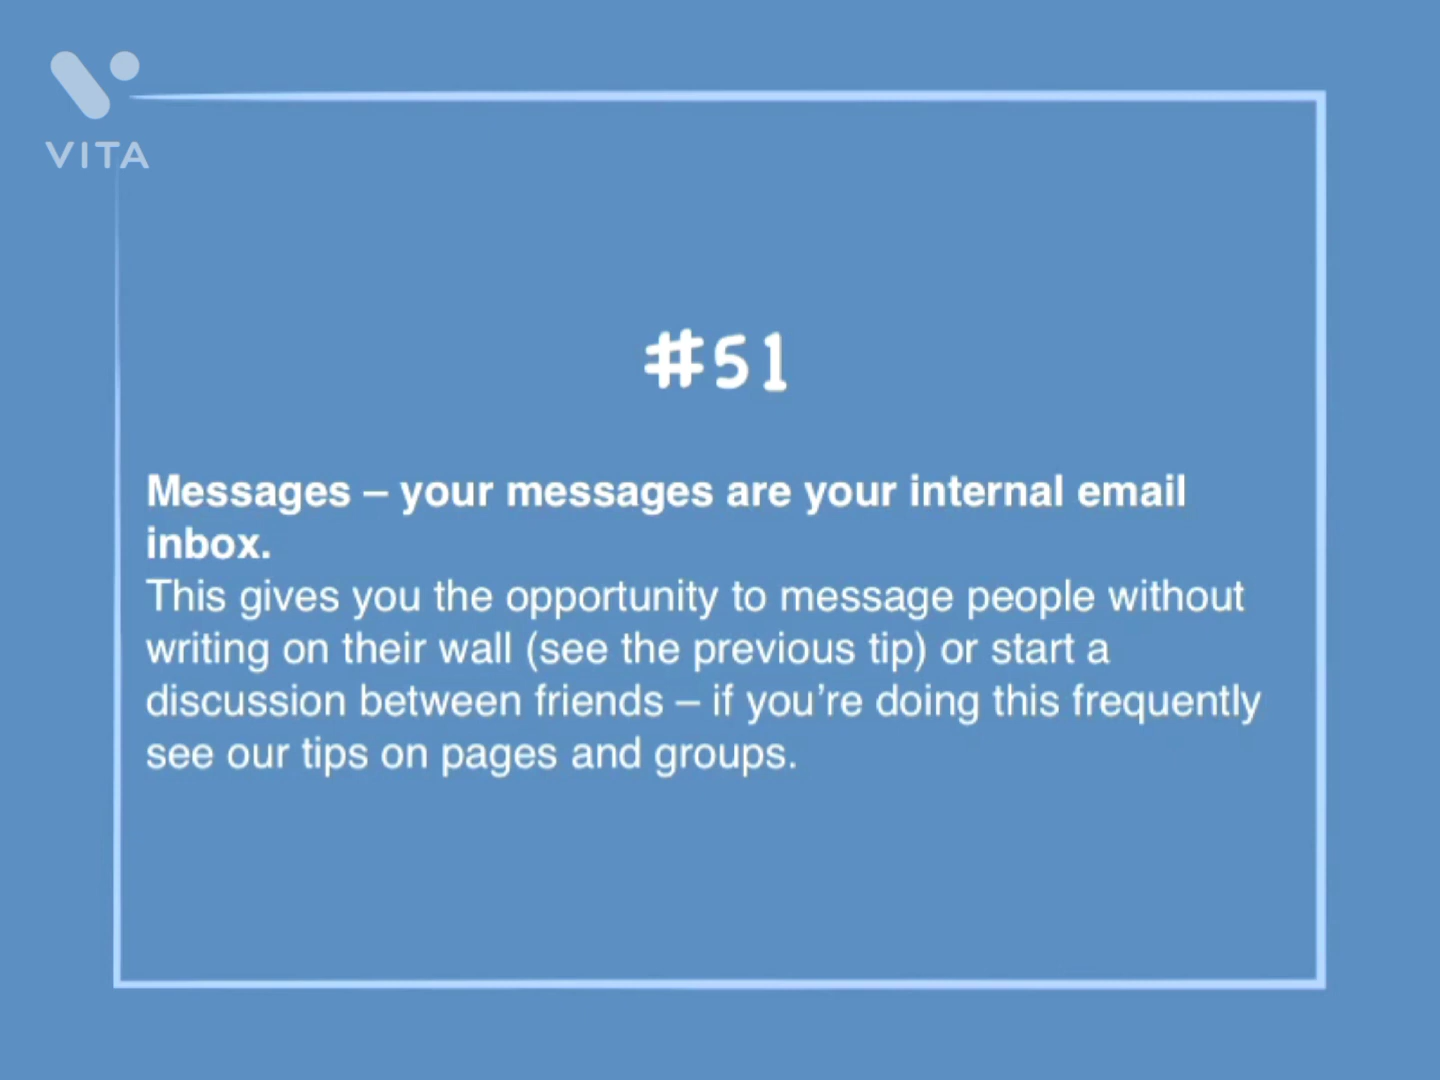 VITA
#51
Messages – your messages are your internal email
inbox.
This gives you the opportunity to message people without
writing on their wall (see the previous tip) or start a
discussion between friends – if you’re doing this frequently
see our tips on pages and groups.